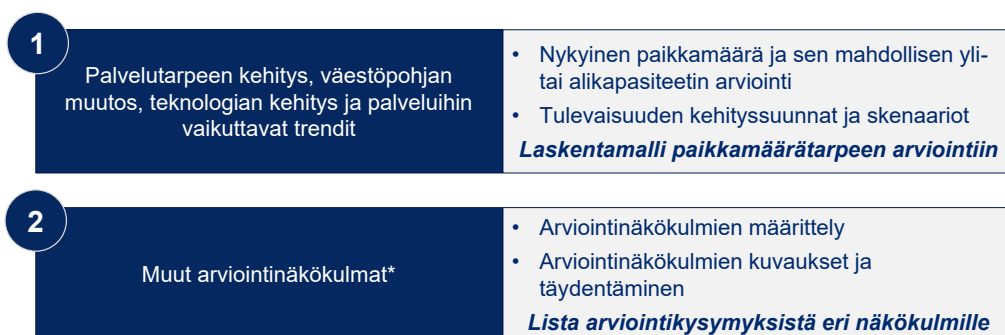 1
Palvelutarpeen kehitys, väestöpohjan
muutos, teknologian kehitys ja palveluihin
vaikuttavat trendit
• Nykyinen paikkamäärä ja sen mahdollisen yli-
tai alikapasiteetin arviointi
• Tulevaisuuden kehityssuunnat ja skenaariot
Laskentamalli paikkamäärätarpeen arviointiin
2
Muut arviointinäkökulmat*
• Arviointinäkökulmien määrittely
• Arviointinäkökulmien kuvaukset ja
täydentäminen
Lista arviointikysymyksistä eri näkökulmille